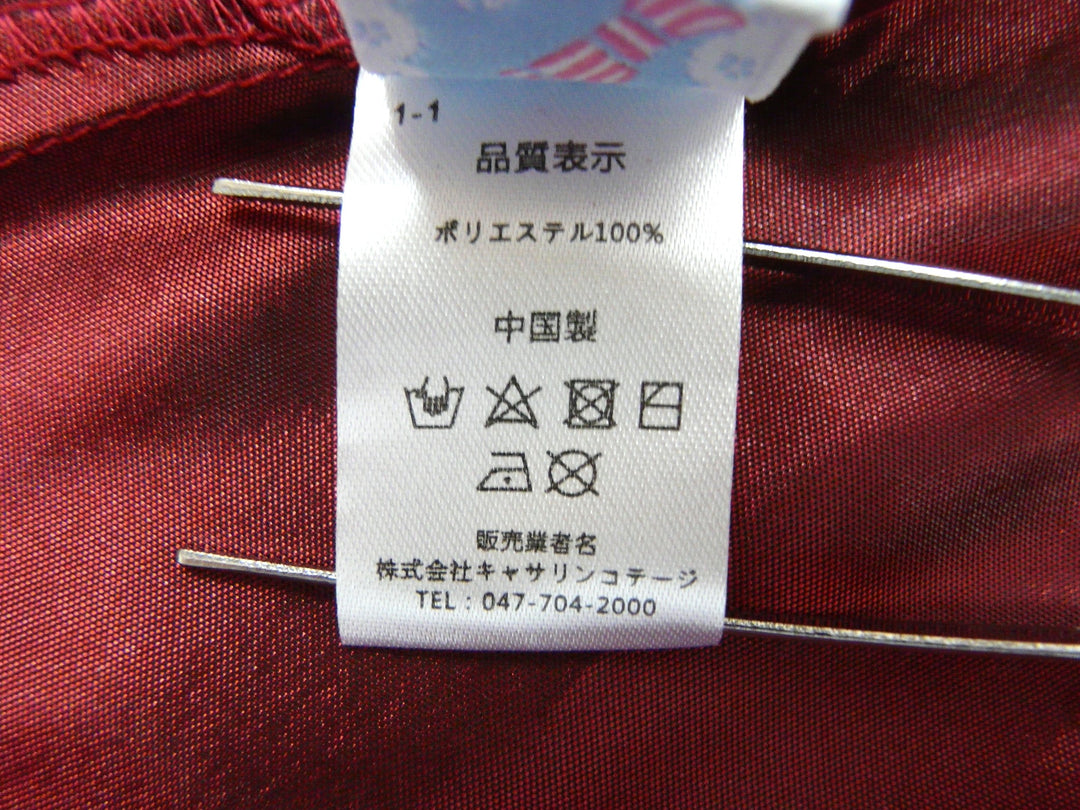 1-1
品質表示
ポリエステル100%
中国製
販売業者名
株式会社キャサリンコテージ
TEL : 047-704-2000